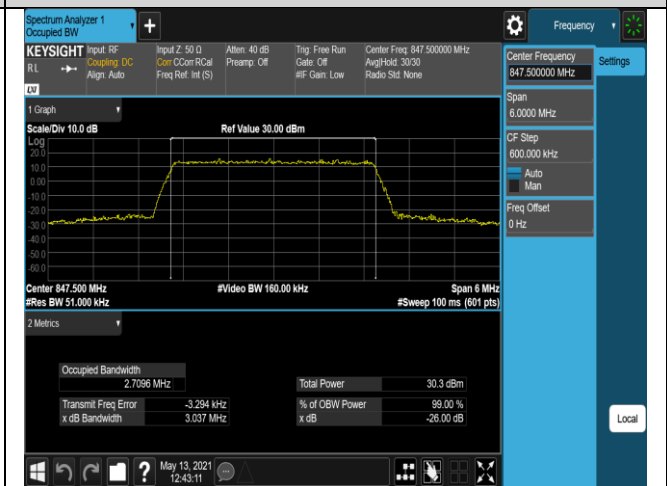 Spectrum Analyzer 1
Occupied BW
+
Frequency
KEYSIGHT
RL
LXI
Input: RF
Coupling: DC
Align: Auto
Input Z: 50 Ω
Corr CCorr RCal
Freq Ref: Int (S)
Atten: 40 dB
Preamp: Off
Trig: Free Run
Gate: Off
#IF Gain: Low
Center Freq: 847.500000 MHz
Avg|Hold: 30/30
Radio Std: None
Center Frequency
847.500000 MHz
Settings
Span
6.0000 MHz
CF Step
600.000 kHz
Auto
Man
Freq Offset
0 Hz
1 Graph
Scale/Div 10.0 dB
Ref Value 30.00 dBm
Log
20.0
10.0
0.00
-10.0
-20.0
-30.0
-40.0
-50.0
-60.0
Center 847.500 MHz
#Video BW 160.00 kHz
Span 6 MHz
#Res BW 51.000 kHz
#Sweep 100 ms (601 pts)
2 Metrics
Occupied Bandwidth
2.7096 MHz
Total Power 30.3 dBm
Transmit Freq Error -3.294 kHz
% of OBW Power 99.00 %
x dB Bandwidth 3.037 MHz
x dB -26.00 dB
Local
?
May 13, 2021
12:43:11